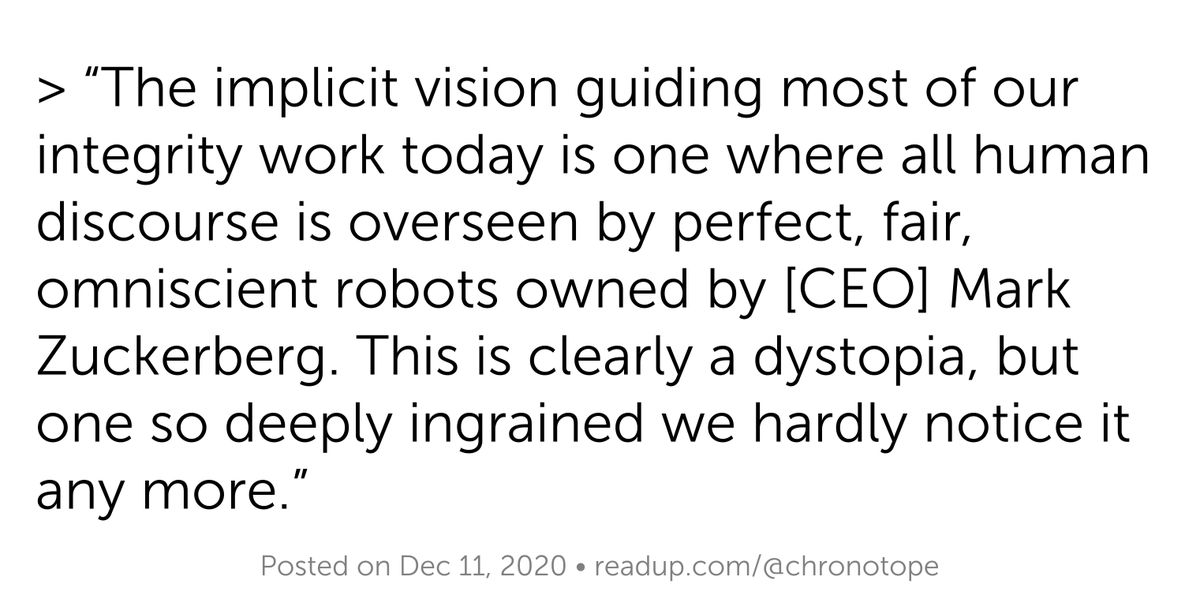 > “The implicit vision guiding most of our
integrity work today is one where all human
discourse is overseen by perfect, fair,
omniscient robots owned by [CEO] Mark
Zuckerberg. This is clearly a dystopia, but
one so deeply ingrained we hardly notice it
any more.”
Posted on Dec 11, 2020 • readup.com/@chronotope